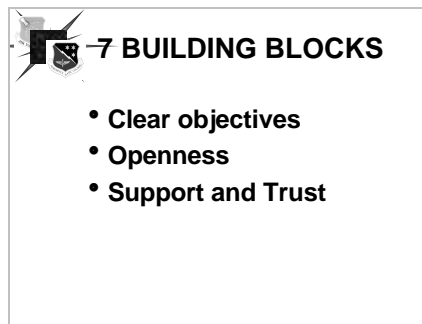 7 BUILDING BLOCKS
• Clear objectives
• Openness
• Support and Trust